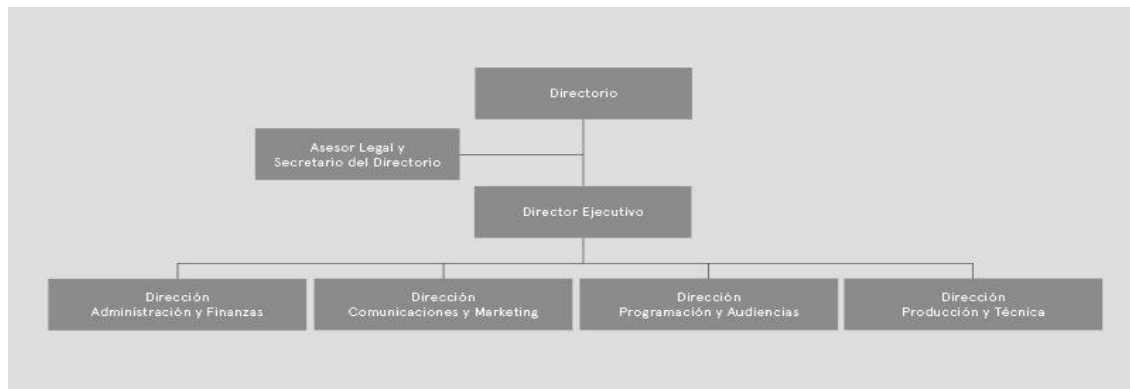 Directorio
Asesor Legal y
Secretario del Directorio
Director Ejecutivo
Dirección
Administración y Finanzas
Dirección
Comunicaciones y Marketing
Dirección
Programación y Audiencias
Dirección
Producción y Técnica